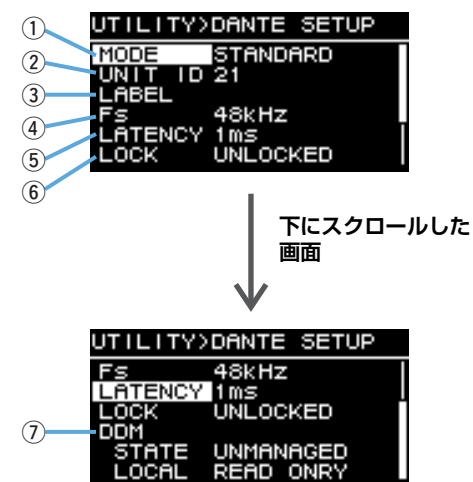 UTILITY>DANTE SETUP
① MODE STANDARD
② UNIT ID 21
③ LABEL
④ Fs 48kHz
⑤ LATENCY 1ms
⑥ LOCK UNLOCKED
下にスクロールした
画面
UTILITY>DANTE SETUP
Fs 48kHz
LATENCY 1ms
LOCK UNLOCKED
⑦ DDM
STATE UNMANAGED
LOCAL READ ONRY